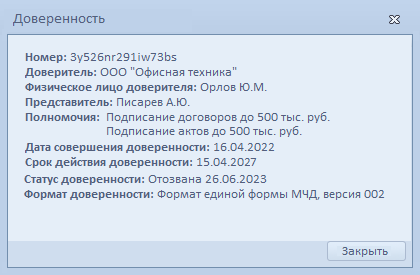 Доверенность
Номер: 3y526nr291iw73bs
Доверитель: ООО "Офисная техника"
Физическое лицо доверителя: Орлов Ю.М.
Представитель: Писарев А.Ю.
Полномочия: Подписание договоров до 500 тыс. руб.
Подписание актов до 500 тыс. руб.
Дата совершения доверенности: 16.04.2022
Срок действия доверенности: 15.04.2027
Статус доверенности: Отозвана 26.06.2023
Формат доверенности: Формат единой формы МЧД, версия 002
Закрыть